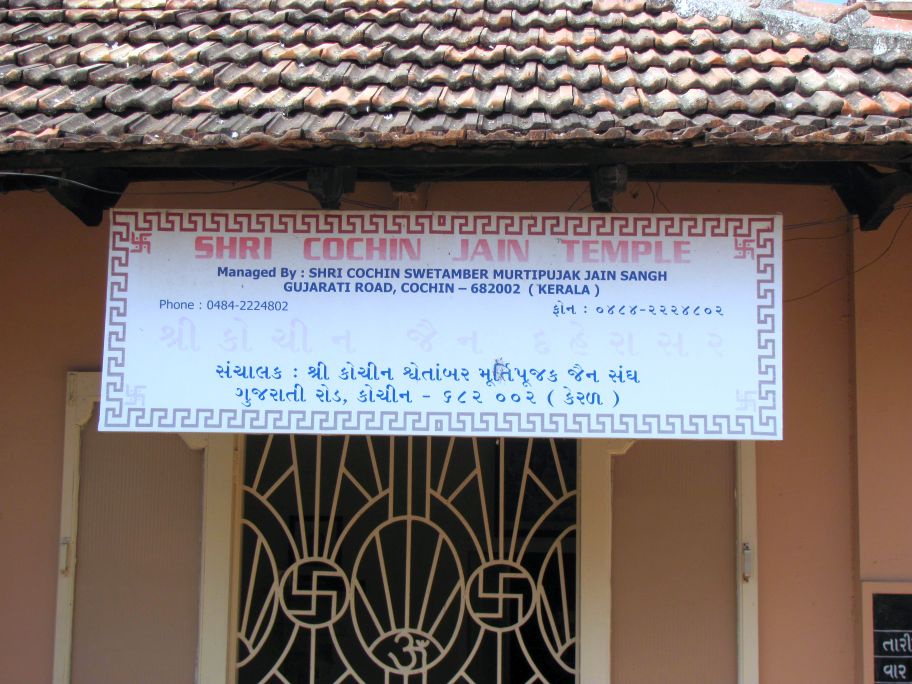 SHRI COCHIN JAIN TEMPLE
Managed By : SHRI COCHIN SWETAMBER MURTIPUJAK JAIN SANGH
GUJARATI ROAD, COCHIN – 682002 ( KERALA )
Phone : 0484-2224802 ફોન : ૦૪૮૪-૨૨૨૪૮૦૨
શ્રી કોચીન જૈન દહેરાસર
સંચાલક : શ્રી કોચીન શ્વેતાંબર મૂર્તિપૂજક જૈન સંઘ
ગુજરાતી રોડ, કોચીન - ૬૮૨ ૦૦૨ ( કેરળ )
ૐ
વાર